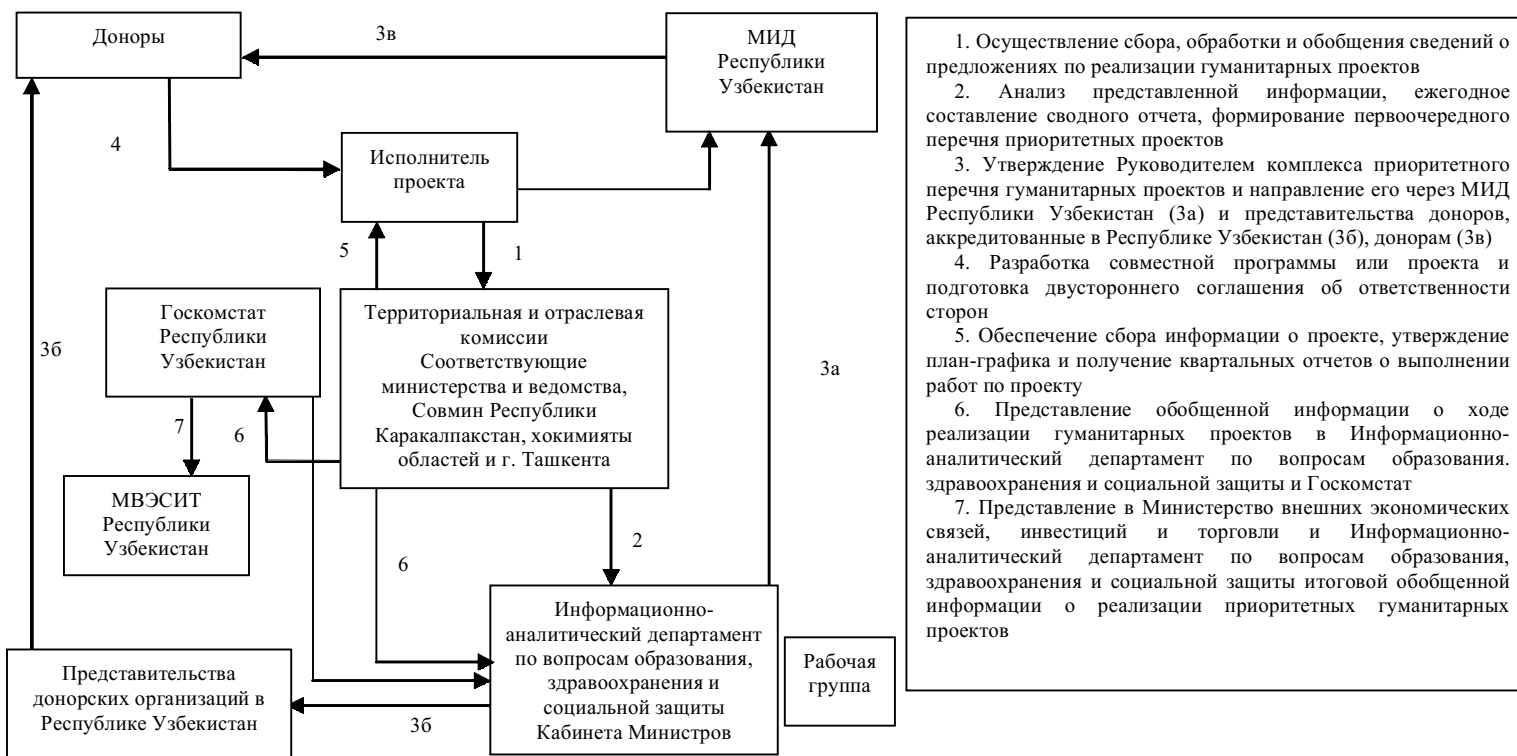 Доноры
3в
МИД
Республики
Узбекистан
4
Исполнитель
проекта
5
1
Госкомстат
Республики
Узбекистан
Территориальная и отраслевая
комиссии
Соответствующие
министерства и ведомства,
Совмин Республики
Каракалпакстан, хокимияты
областей и г. Ташкента
3б
3а
7
6
МВЭСИТ
Республики
Узбекистан
6
2
Информационно-
аналитический департамент
по вопросам образования,
здравоохранения и
социальной защиты
Кабинета Министров
Рабочая
группа
Представительства
донорских организаций в
Республике Узбекистан
3б
1. Осуществление сбора, обработки и обобщения сведений о
предложениях по реализации гуманитарных проектов
2. Анализ представленной информации, ежегодное
составление сводного отчета, формирование первоочередного
перечня приоритетных проектов
3. Утверждение Руководителем комплекса приоритетного
перечня гуманитарных проектов и направление его через МИД
Республики Узбекистан (3а) и представительства доноров,
аккредитованные в Республике Узбекистан (3б), донорам (3в)
4. Разработка совместной программы или проекта и
подготовка двустороннего соглашения об ответственности
сторон
5. Обеспечение сбора информации о проекте, утверждение
план-графика и получение квартальных отчетов о выполнении
работ по проекту
6. Представление обобщенной информации о ходе
реализации гуманитарных проектов в Информационно-
аналитический департамент по вопросам образования.
здравоохранения и социальной защиты и Госкомстат
7. Представление в Министерство внешних экономических
связей, инвестиций и торговли и Информационно-
аналитический департамент по вопросам образования,
здравоохранения и социальной защиты итоговой обобщенной
информации о реализации приоритетных гуманитарных
проектов